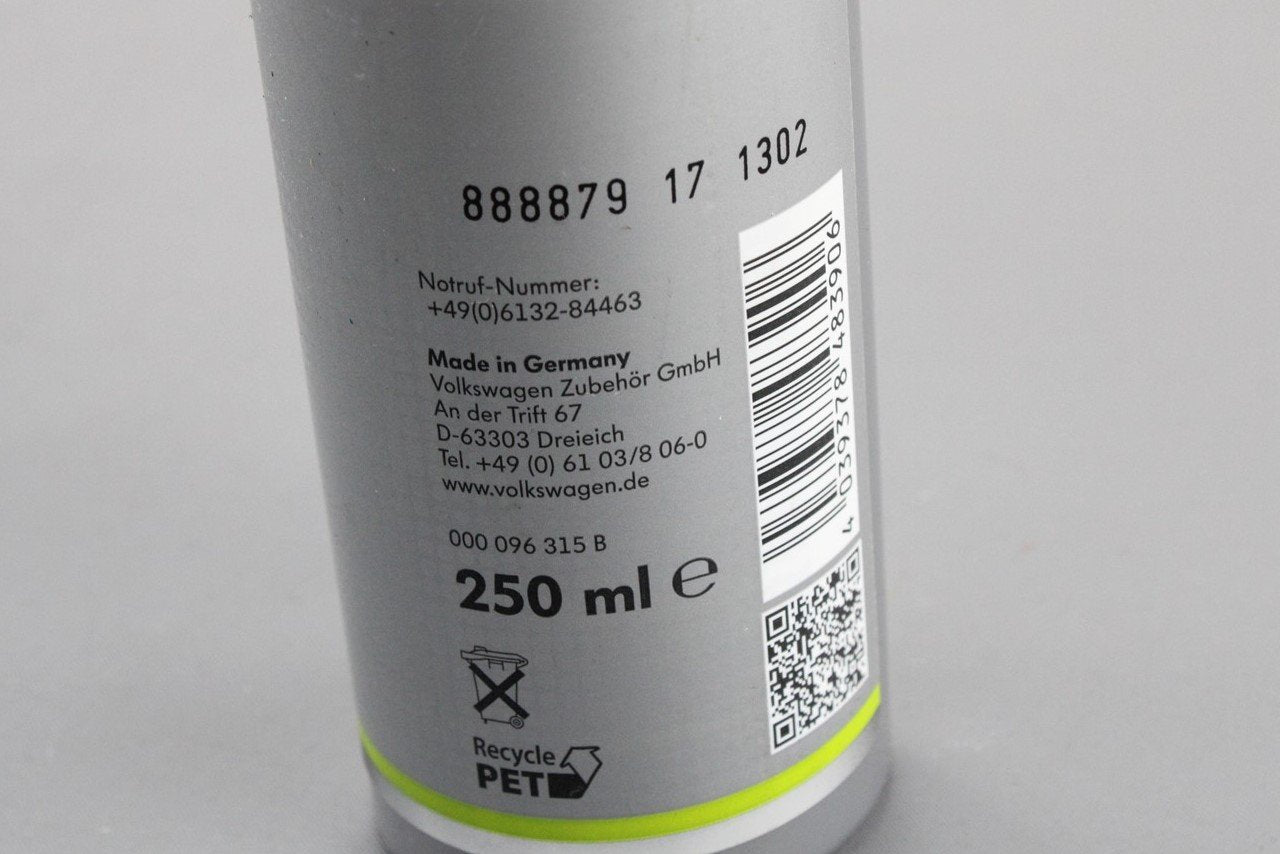 888879 17 1302
Notruf-Nummer:
+49(0)6132-84463
Made in Germany
Volkswagen Zubehör GmbH
An der Trift 67
D-63303 Dreieich
Tel. +49 (0) 61 03/8 06-0
www.volkswagen.de
000 096 315 B
250 ml ℮
Recycle
PET
4 039378 483906